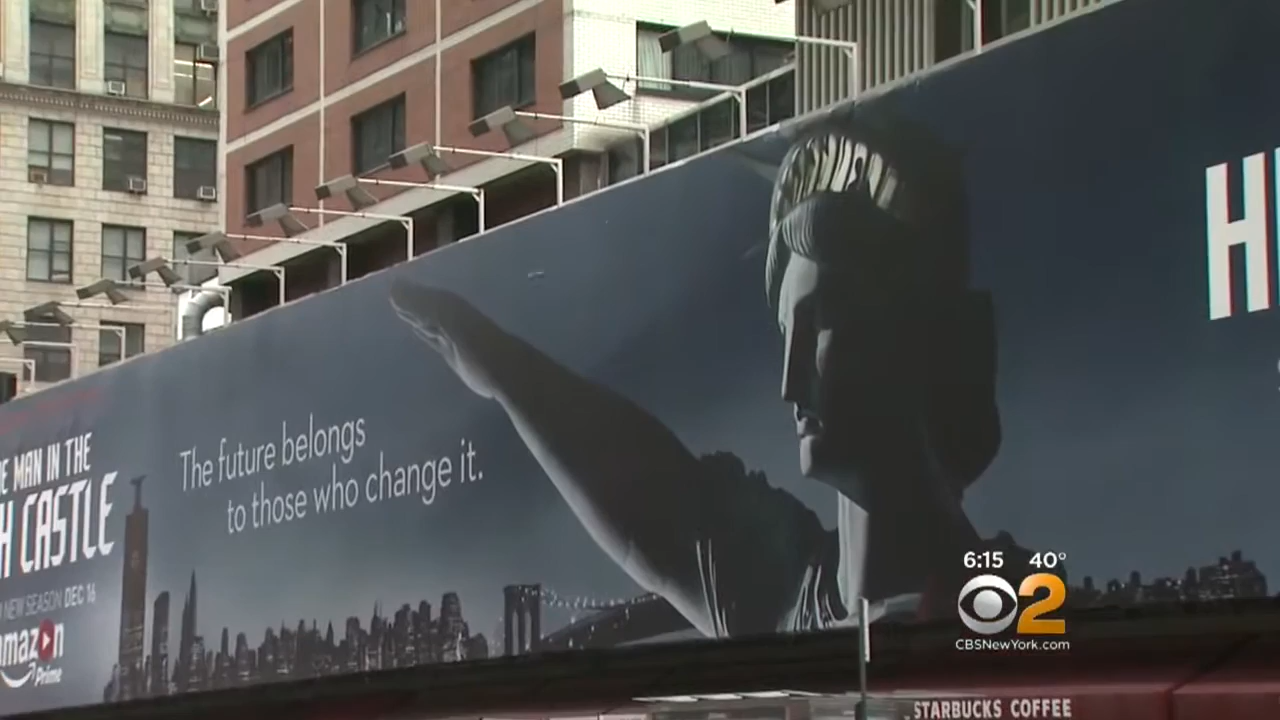 E MAN IN THE
H CASTLE
NEW SEASON DEC 16
amazon
Prime
The future belongs
to those who change it.
H
6:15 40°
2
CBSNewYork.com
STARBUCKS COFFEE